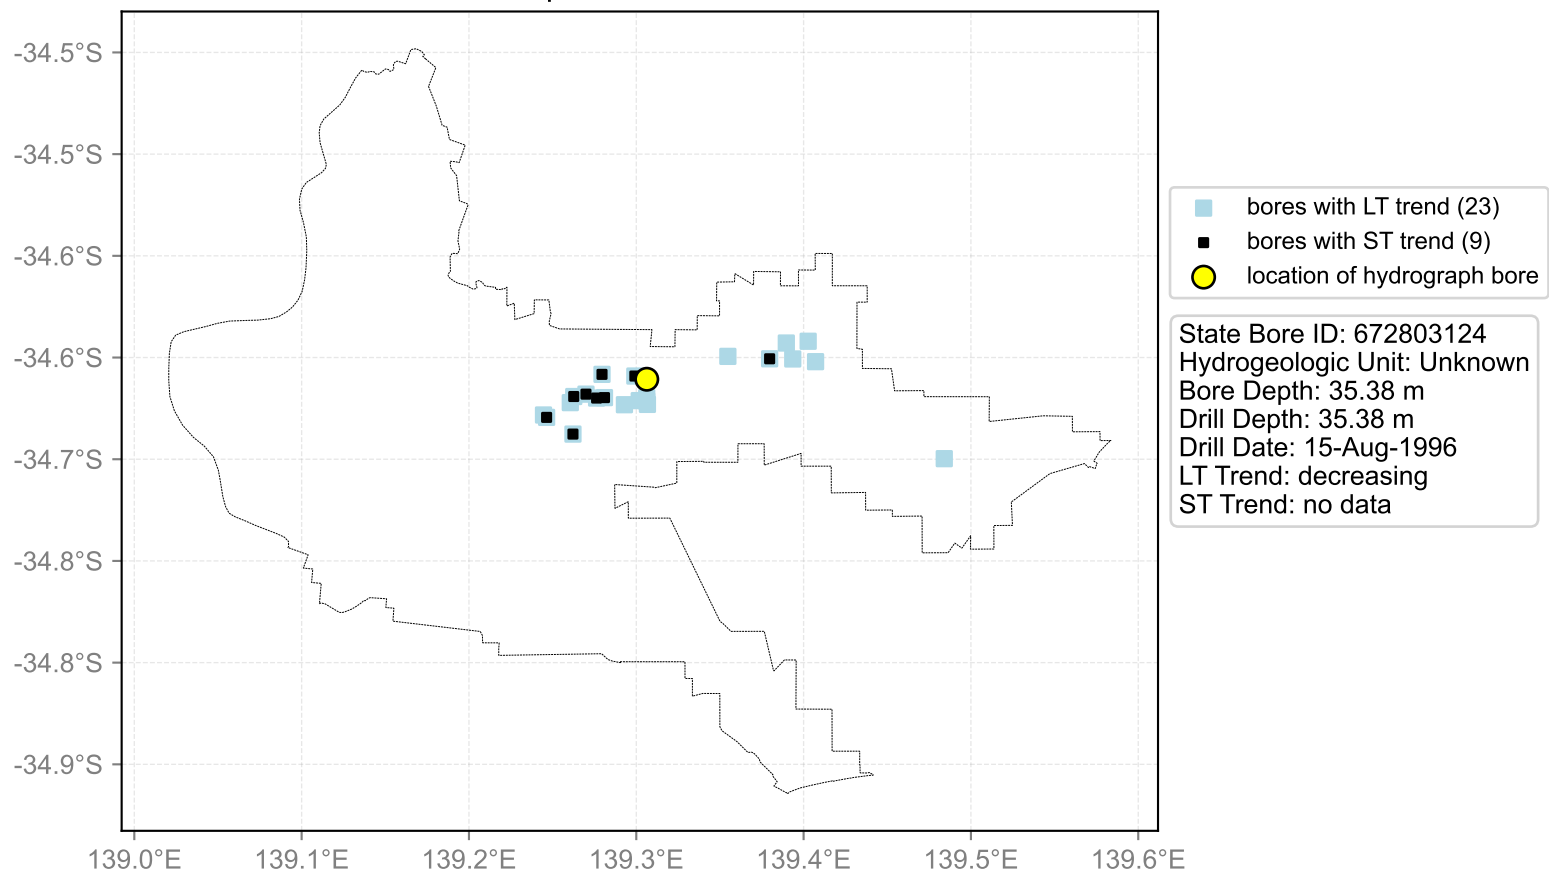 -34.5°S
-34.5°S
-34.6°S
-34.6°S
-34.7°S
-34.8°S
-34.8°S
-34.9°S
139.0°E 139.1°E 139.2°E 139.3°E 139.4°E 139.5°E 139.6°E
bores with LT trend (23)
bores with ST trend (9)
location of hydrograph bore
State Bore ID: 672803124
Hydrogeologic Unit: Unknown
Bore Depth: 35.38 m
Drill Depth: 35.38 m
Drill Date: 15-Aug-1996
LT Trend: decreasing
ST Trend: no data